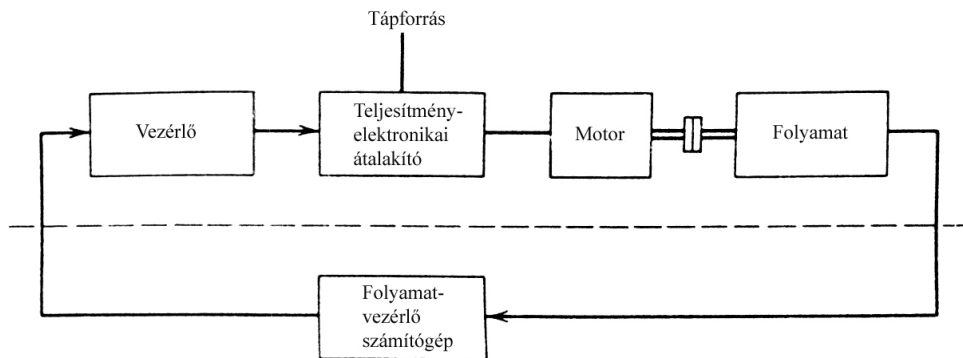 Tápforrás
Vezérlő
Teljesítmény-
elektronikai
átalakító
Motor
Folyamat
Folyamat-
vezérlő
számítógép